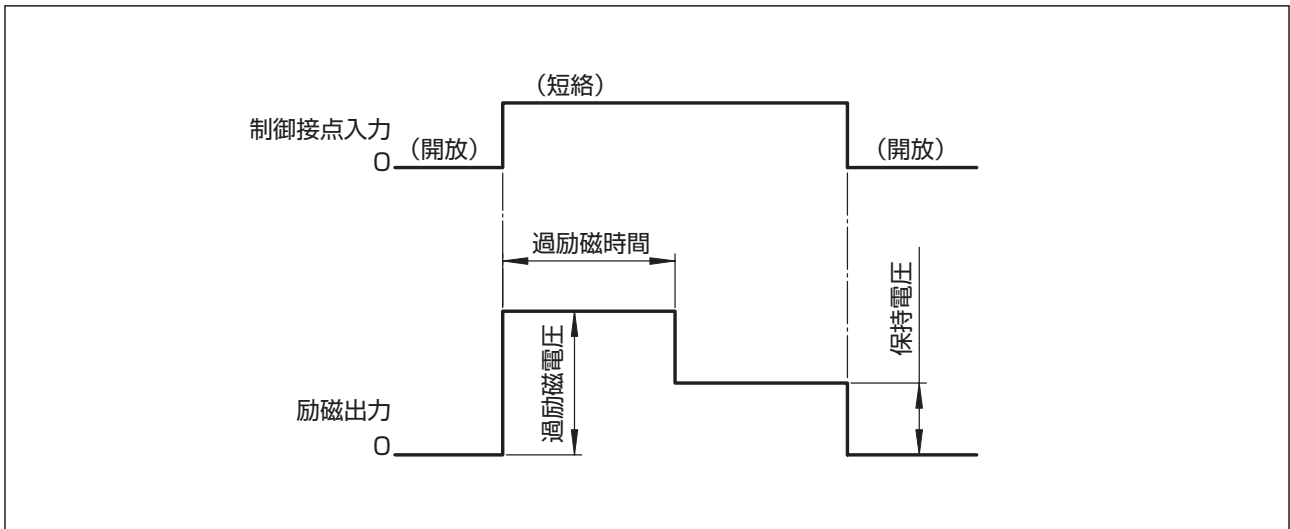 （短絡）
制御接点入力
0
（開放）
（開放）
過励磁時間
過励磁電圧
保持電圧
励磁出力
0